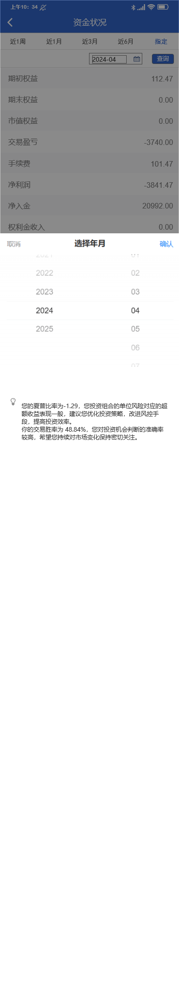 上午10：34
资金状况
近1周 近1月 近3月 近6月 指定
2024-04 查询
期初权益 112.47
期末权益 0.00
市值权益 0.00
交易盈亏 -3740.00
手续费 101.47
净利润 -3841.47
净入金 20992.00
权利金收入 0.00
取消 选择年月 确认
2021 01
2022 02
2023 03
2024 04
2025 05
06
07
您的夏普比率为-1.29，您投资组合的单位风险对应的超
额收益表现一般，建议您优化投资策略，改进风控手
段，提高投资效率。
你的交易胜率为 48.84%，您对投资机会判断的准确率
较高，希望您持续对市场变化保持密切关注。